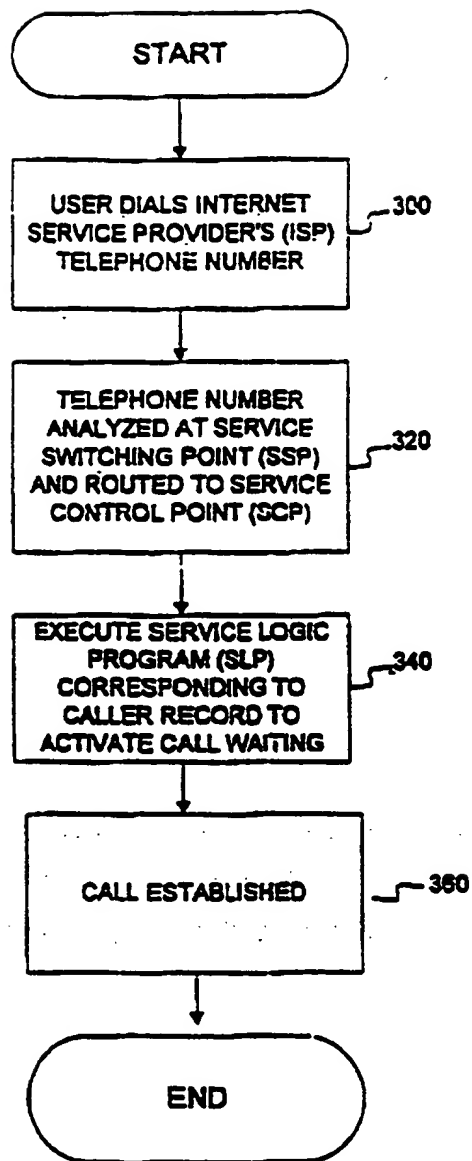 START
USER DIALS INTERNET
SERVICE PROVIDER'S (ISP)
TELEPHONE NUMBER
300
TELEPHONE NUMBER
ANALYZED AT SERVICE
SWITCHING POINT (SSP)
AND ROUTED TO SERVICE
CONTROL POINT (SCP)
320
EXECUTE SERVICE LOGIC
PROGRAM (SLP)
CORRESPONDING TO
CALLER RECORD TO
ACTIVATE CALL WAITING
340
CALL ESTABLISHED
360
END